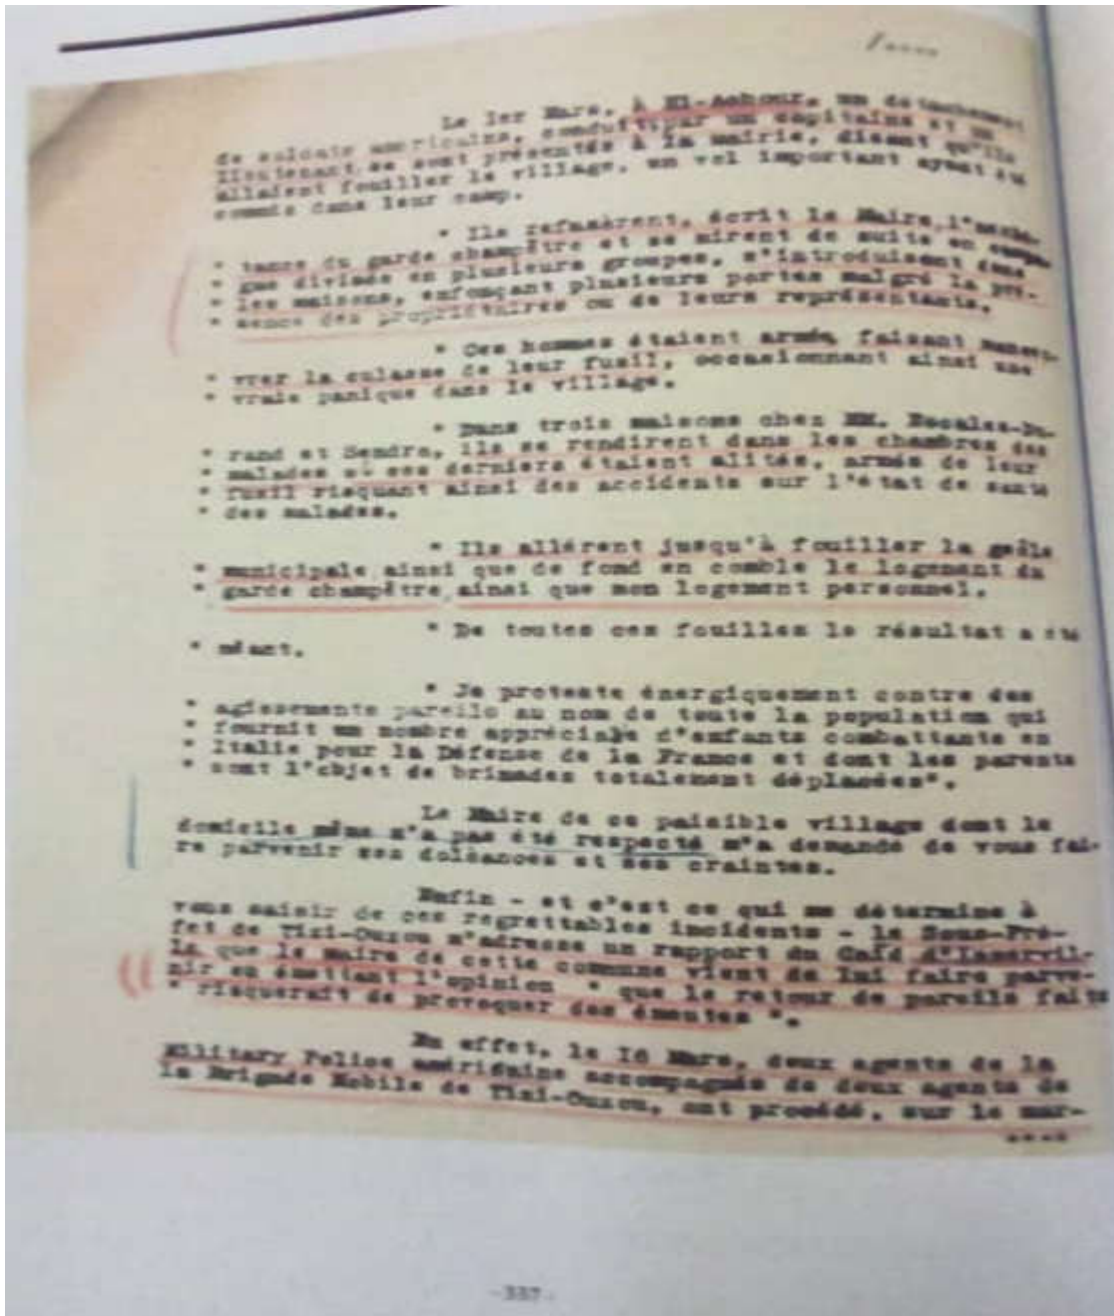 Le 1er Mars, à El-Achour, un détachement
de soldats américains, conduit par un capitaine et un
lieutenant se sont présentés à la mairie, disant qu'ils
allaient fouiller le village, un vol important ayant été
commis dans leur camp.
" Ils refusèrent, écrit le Maire, l'assis-
" tance du garde champêtre et se mirent de suite en campa-
" gne divisés en plusieurs groupes, s'introduisant dans
" les maisons, enfonçant plusieurs portes malgré la pré-
" sence des propriétaires ou de leurs représentants.
" Ces hommes étaient armés, faisant manoeu-
" vrer la culasse de leur fusil, occasionnant ainsi une
" vraie panique dans le village.
" Dans trois maisons chez MM. Escales-Du-
" rand et Sendra, ils se rendirent dans les chambres des
" malades où ces derniers étaient alités, armés de leur
" fusil risquant ainsi des accidents sur l'état de santé
" des malades.
" Ils allèrent jusqu'à fouiller la geôle
" municipale ainsi que de fond en comble le logement du
" garde champêtre, ainsi que mon logement personnel.
" De toutes ces fouilles le résultat a été
" néant.
" Je proteste énergiquement contre des
" agissements pareils au nom de toute la population qui
" fournit un nombre appréciable d'enfants combattants en
" Italie pour la Défense de la France et dont les parents
" sont l'objet de brimades totalement déplacées".
Le Maire de ce paisible village dont le
domicile même n'a pas été respecté m'a demandé de vous fai-
re parvenir ses doléances et ses craintes.
Enfin - et c'est ce qui me détermine à
vous saisir de ces regrettables incidents - le Sous-Pré-
fet de Tizi-Ouzou m'adresse un rapport du Caïd
que le maire de cette commune vient de lui faire parve-
nir en émettant l'opinion " que le retour de pareils faits
" risquerait de provoquer des émeutes ".
En effet, le 16 Mars, deux agents de la
Military Police américaine accompagnés de deux agents de
la Brigade Mobile de Tizi-Ouzou, ont procédé, sur le mar-
....
-337-